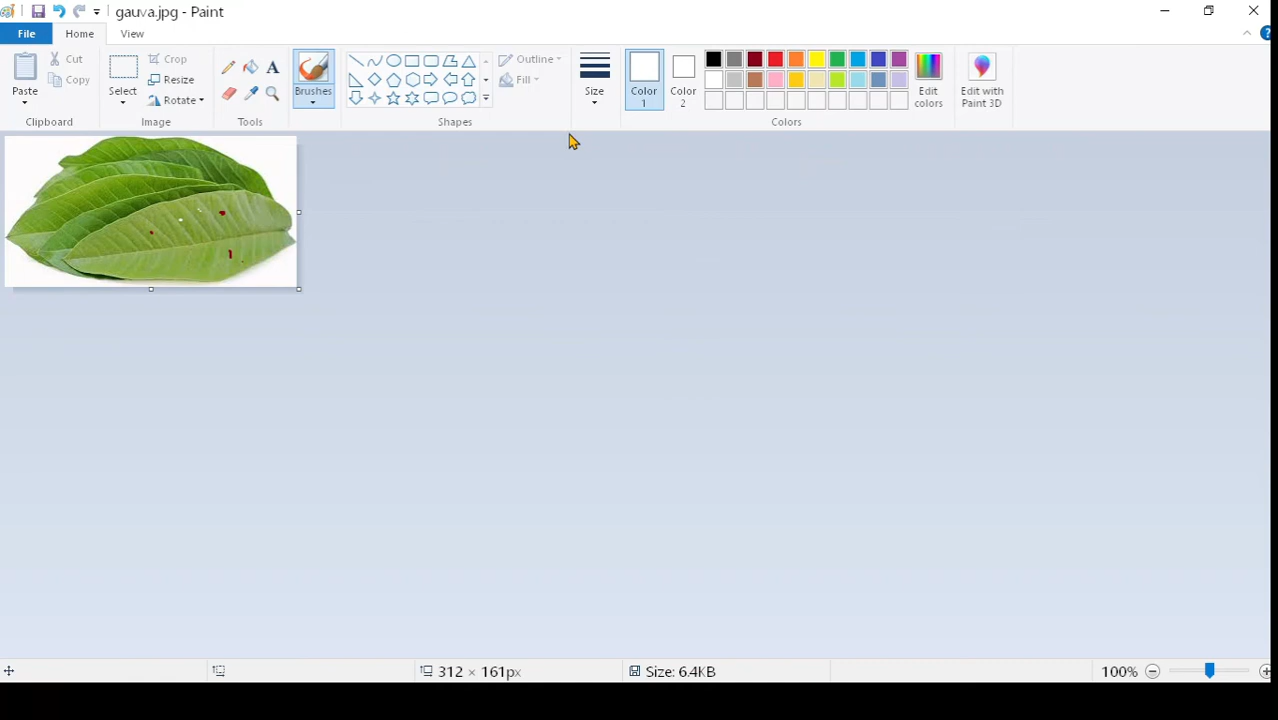 gauva.jpg - Paint
File Home View
Paste
Cut
Copy
Clipboard
Select
Crop
Resize
Rotate
Image
A
Tools
Brushes
Outline
Fill
Shapes
Size
Color 1
Color 2
Edit colors
Colors
Edit with Paint 3D
312 × 161px
Size: 6.4KB
100%